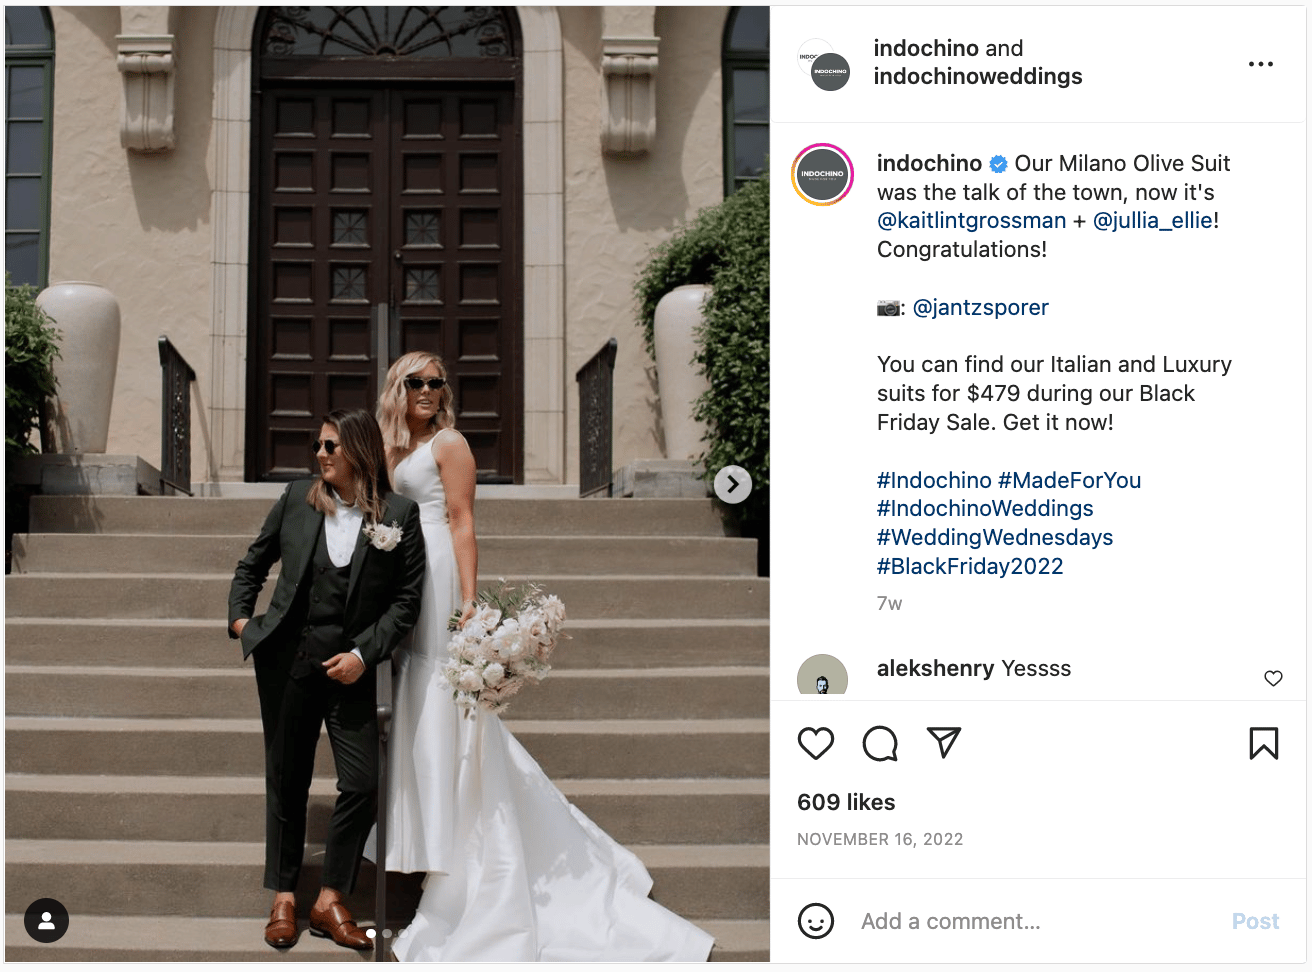 indochino and
indochinoweddings
INDOCHINO
INDOCHINO
indochino Our Milano Olive Suit
was the talk of the town, now it's
@kaitlintgrossman + @jullia_ellie!
Congratulations!
📷: @jantzsporer
You can find our Italian and Luxury
suits for $479 during our Black
Friday Sale. Get it now!
#Indochino #MadeForYou
#IndochinoWeddings
#WeddingWednesdays
#BlackFriday2022
7w
alekshenry Yessss
609 likes
NOVEMBER 16, 2022
Add a comment...
Post